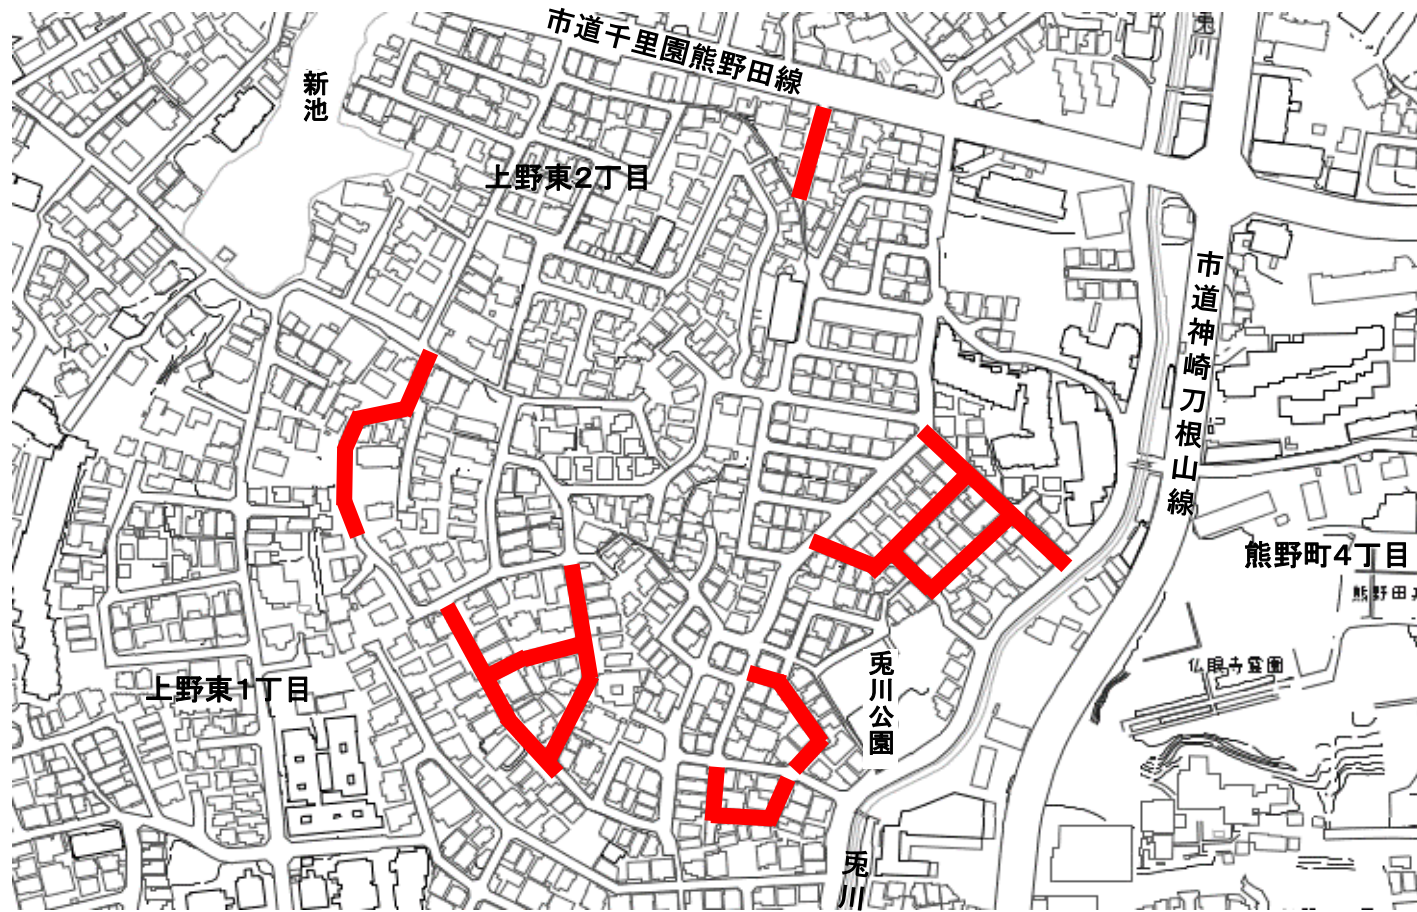 市道千里園熊野田線
兎川
新池
上野東2丁目
市道神崎刀根山線
熊野町4丁目
仏眼寺霊園
兎川公園
上野東1丁目
兎川